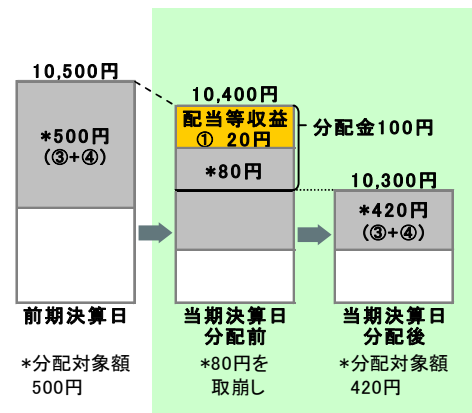 10,500円
*500円
(③+④)
前期決算日
*分配対象額
500円
10,400円
配当等収益
① 20円
*80円
分配金100円
当期決算日
分配前
*80円を
取崩し
10,300円
*420円
(③+④)
当期決算日
分配後
*分配対象額
420円